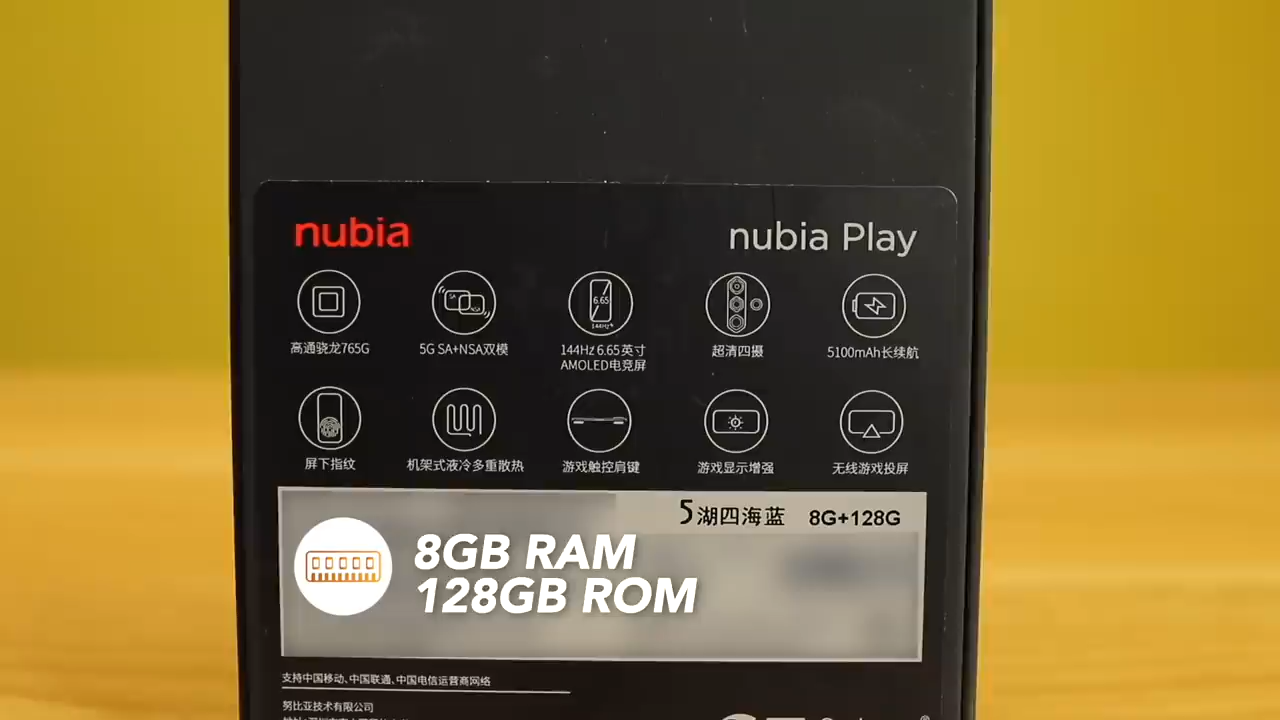 nubia
nubia Play
6.65
144Hz
SA
NSA
高通骁龙765G
5G SA+NSA双模
144Hz 6.65英寸
AMOLED电竞屏
超清四摄
5100mAh长续航
屏下指纹
机架式液冷多重散热
游戏触控肩键
游戏显示增强
无线游戏投屏
5湖四海蓝 8G+128G
8GB RAM
128GB ROM
支持中国移动、中国联通、中国电信运营商网络
努比亚技术有限公司